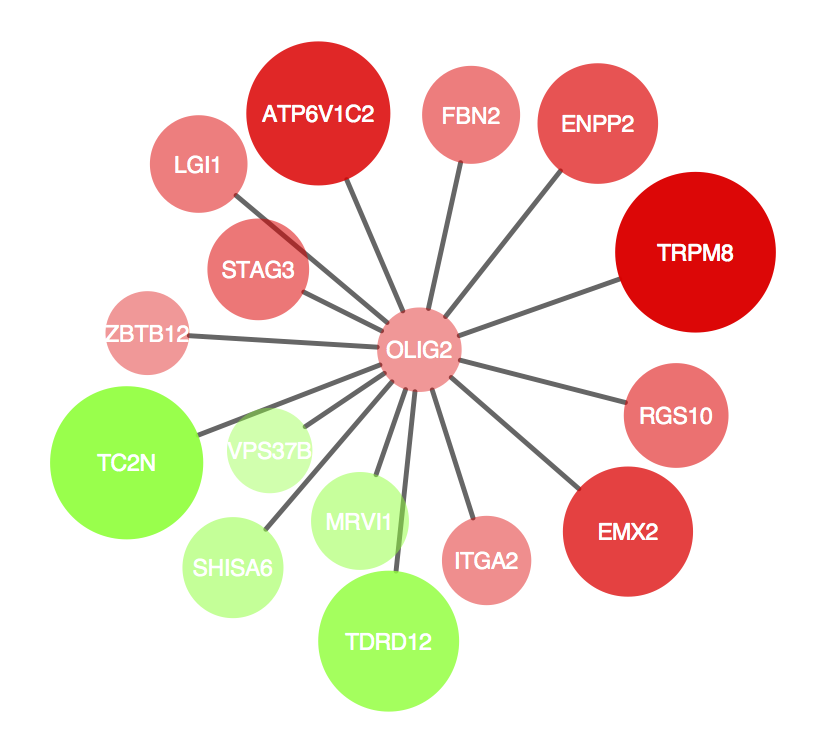 ATP6V1C2
FBN2
ENPP2
LGI1
TRPM8
STAG3
ZBTB12
OLIG2
RGS10
TC2N
VPS37B
MRVI1
EMX2
SHISA6
ITGA2
TDRD12